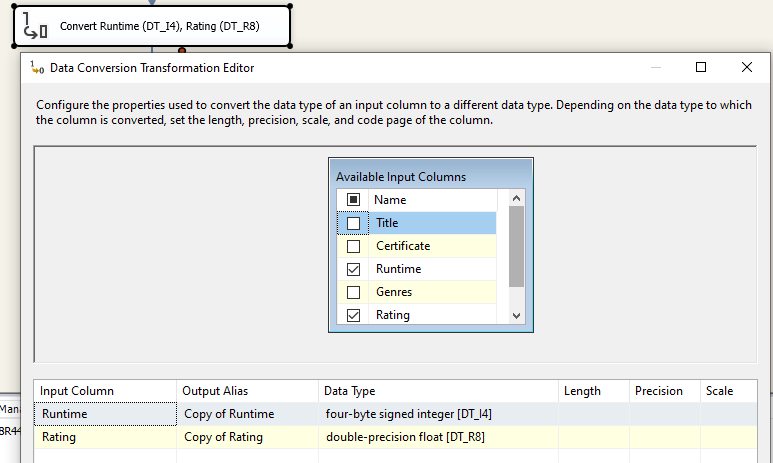 Convert Runtime (DT_I4), Rating (DT_R8)
Data Conversion Transformation Editor
Configure the properties used to convert the data type of an input column to a different data type. Depending on the data type to which
the column is converted, set the length, precision, scale, and code page of the column.
Available Input Columns
Name
Title
Certificate
Runtime
Genres
Rating
Input Column Output Alias Data Type Length Precision Scale
Runtime Copy of Runtime four-byte signed integer [DT_I4]
Rating Copy of Rating double-precision float [DT_R8]
Mana
8R44